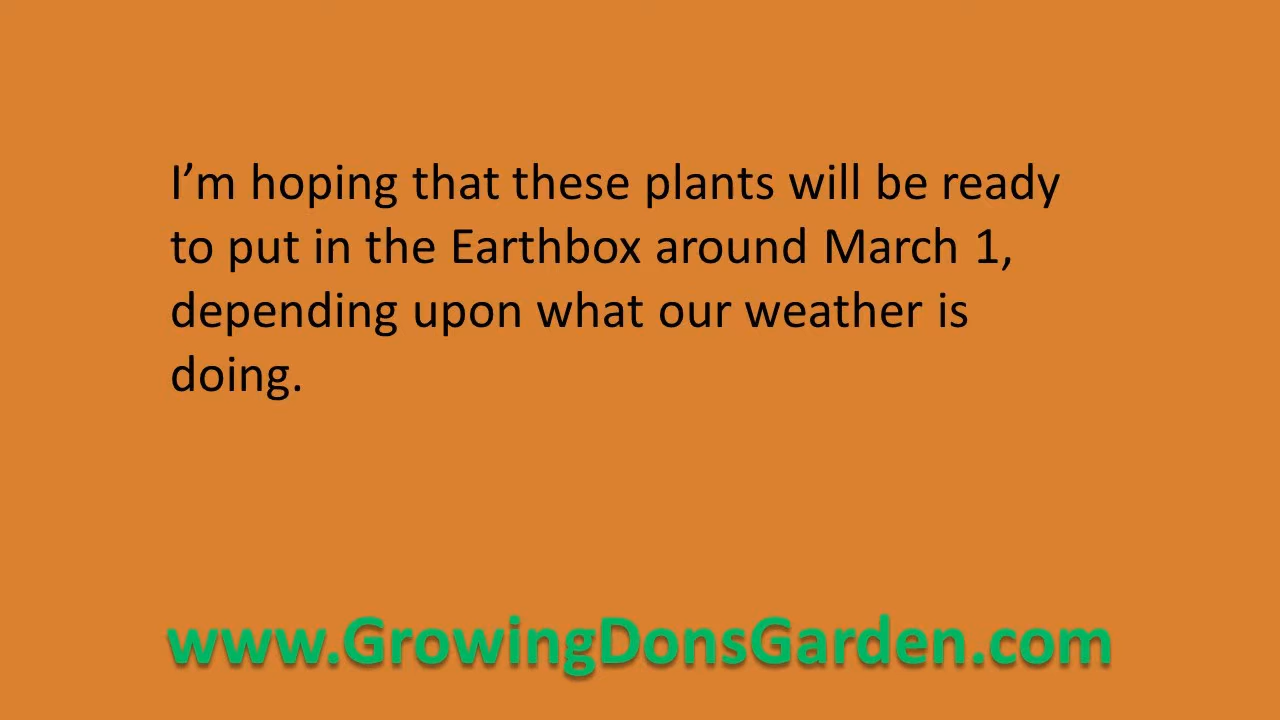 I’m hoping that these plants will be ready
to put in the Earthbox around March 1,
depending upon what our weather is
doing.
www.GrowingDonsGarden.com